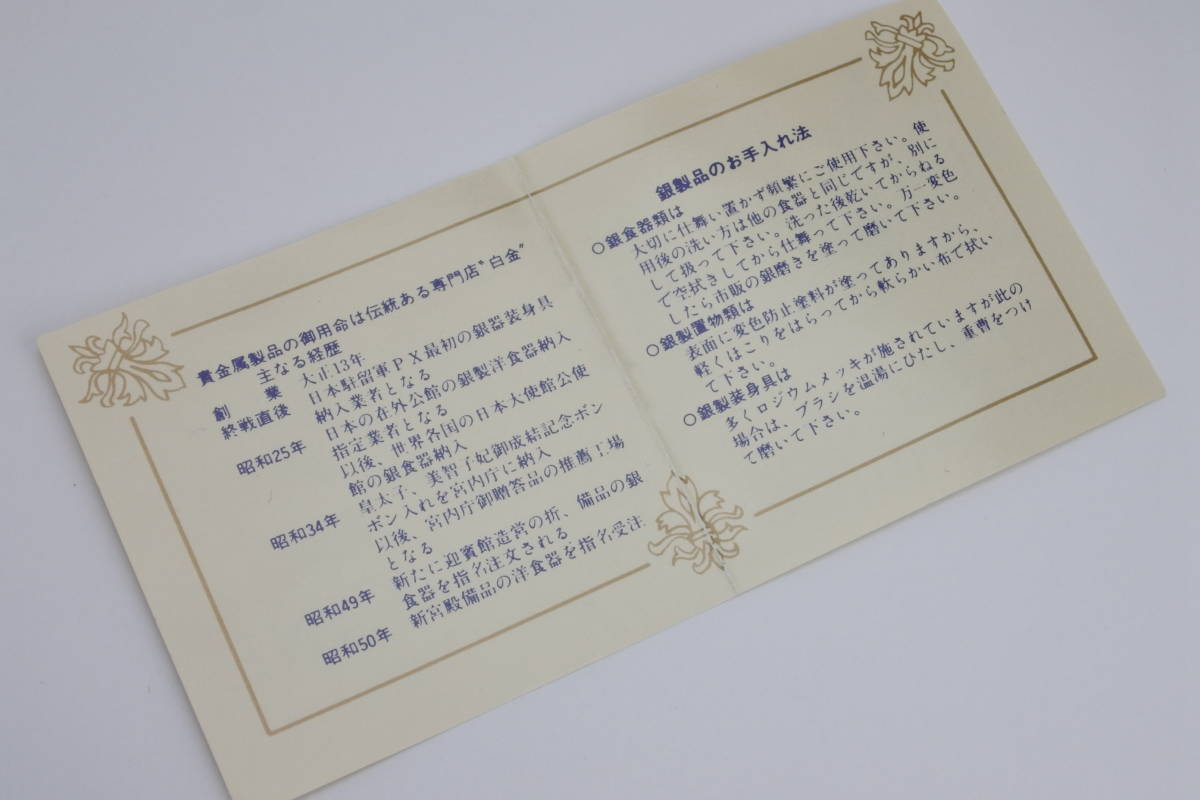 貴金属製品の御用命は伝統ある専門店“白金”
主なる経歴
創　　業　大正13年
終戦直後　日本駐留軍PX最初の銀器装身具
納入業者となる
昭和25年　日本の在外公館の銀製洋食器納入
指定業者となる
以後、世界各国の日本大使館公使
館の銀食器納入
昭和34年　皇太子、美智子妃御成結記念ボン
ボン入れを宮内庁に納入
以後、宮内庁御贈答品の推薦工場
となる
昭和49年　新たに迎賓館造営の折、備品の銀
食器を指名注文される
昭和50年　新宮殿備品の洋食器を指名受注
銀製品のお手入れ法
○銀食器類は
大切に仕舞い置かず頻繁にご使用下さい。使
用後の洗い方は他の食器と同じですが、別に
して扱って下さい。洗った後乾いてからねる
で空拭きしてから仕舞って下さい。万一変色
したら市販の銀磨きを塗って磨いて下さい。
○銀製置物類は
表面に変色防止塗料が塗ってありますから、
軽くほこりをはらってから軟らかい布で拭い
て下さい。
○銀製装身具は
多くロジウムメッキが施されていますが此の
場合は、ブラシを温湯にひたし、重曹をつけ
て磨いて下さい。